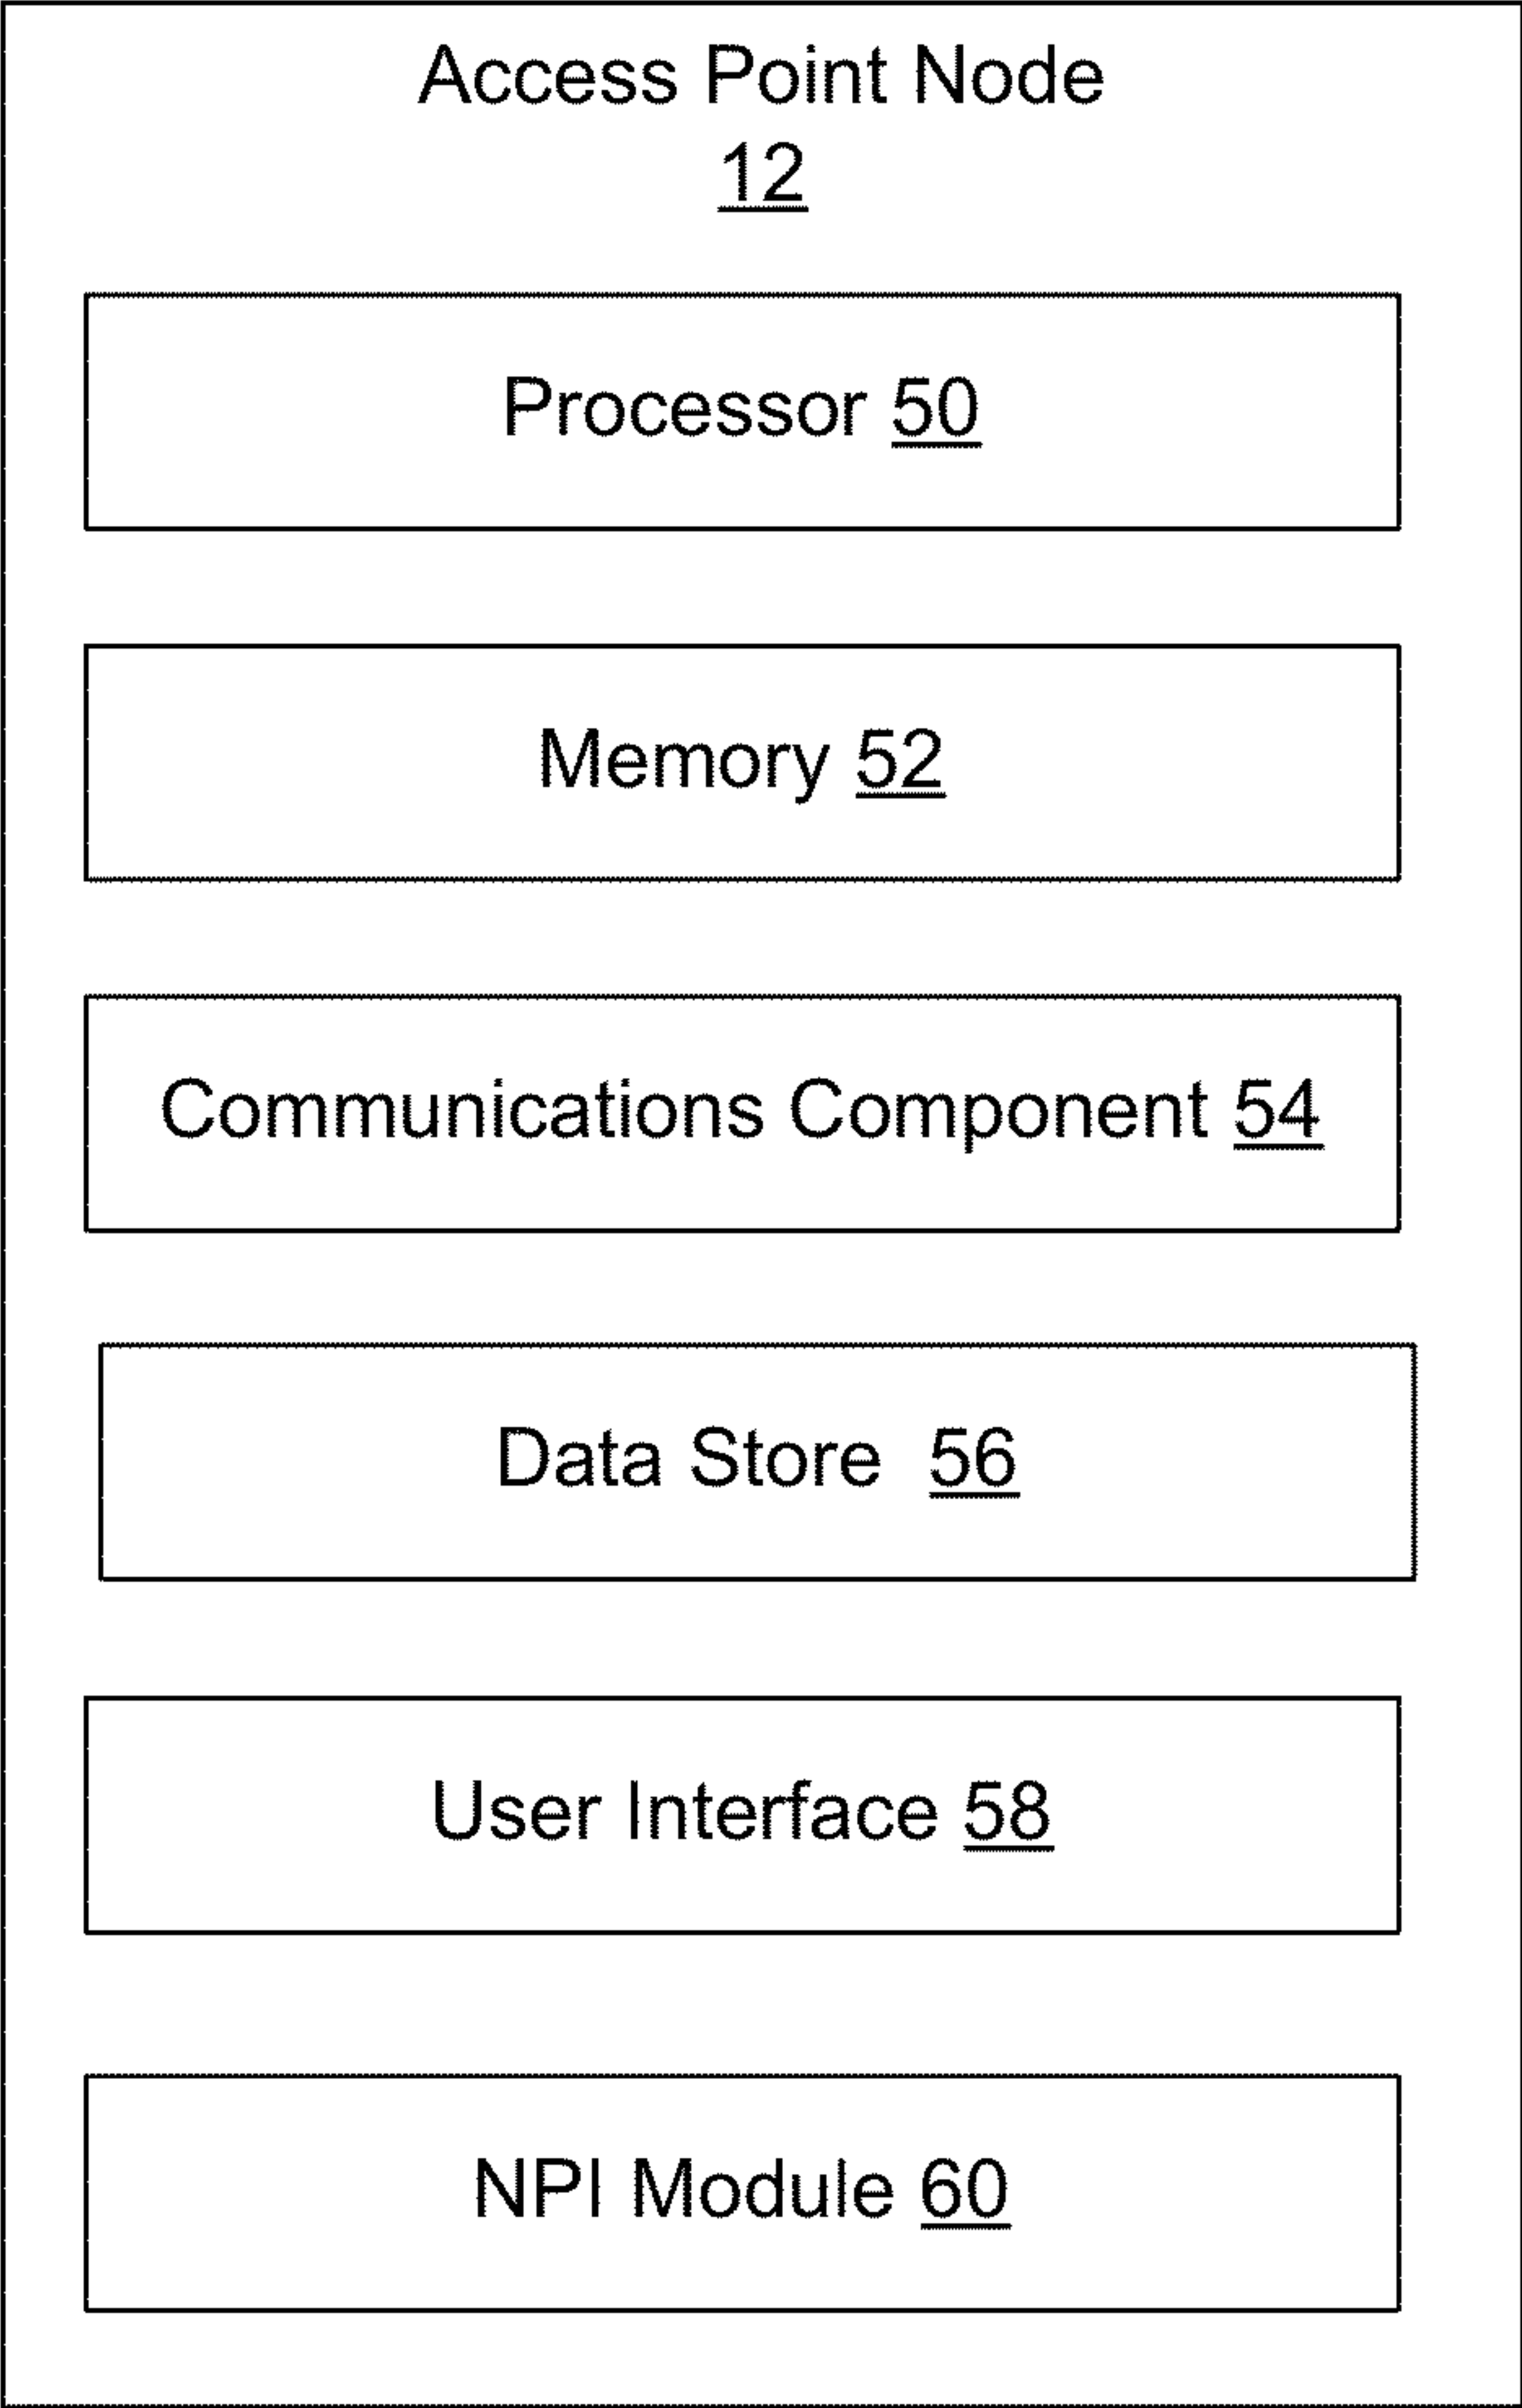 Access Point Node
12
Processor 50
Memory 52
Communications Component 54
Data Store 56
User Interface 58
NPI Module 60